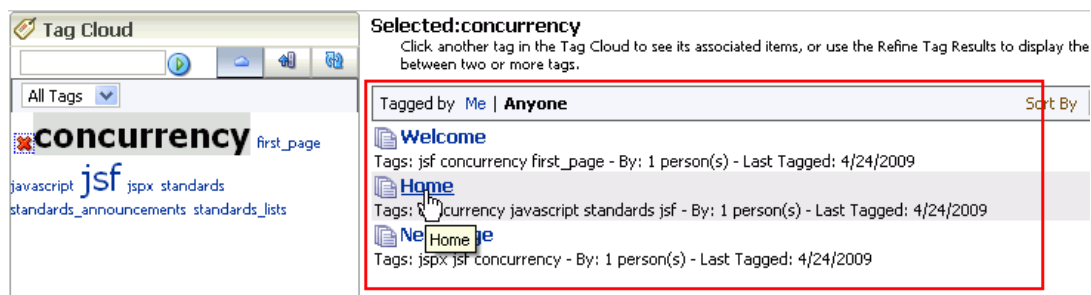 Tag Cloud
All Tags
concurrency first_page
javascript jsf jspx standards
standards_announcements standards_lists
Selected:concurrency
Click another tag in the Tag Cloud to see its associated items, or use the Refine Tag Results to display the
between two or more tags.
Tagged by Me | Anyone Sort By
Welcome
Tags: jsf concurrency first_page - By: 1 person(s) - Last Tagged: 4/24/2009
Home
Tags: currency javascript standards jsf - By: 1 person(s) - Last Tagged: 4/24/2009
Home
Tags: jspx jsf concurrency - By: 1 person(s) - Last Tagged: 4/24/2009